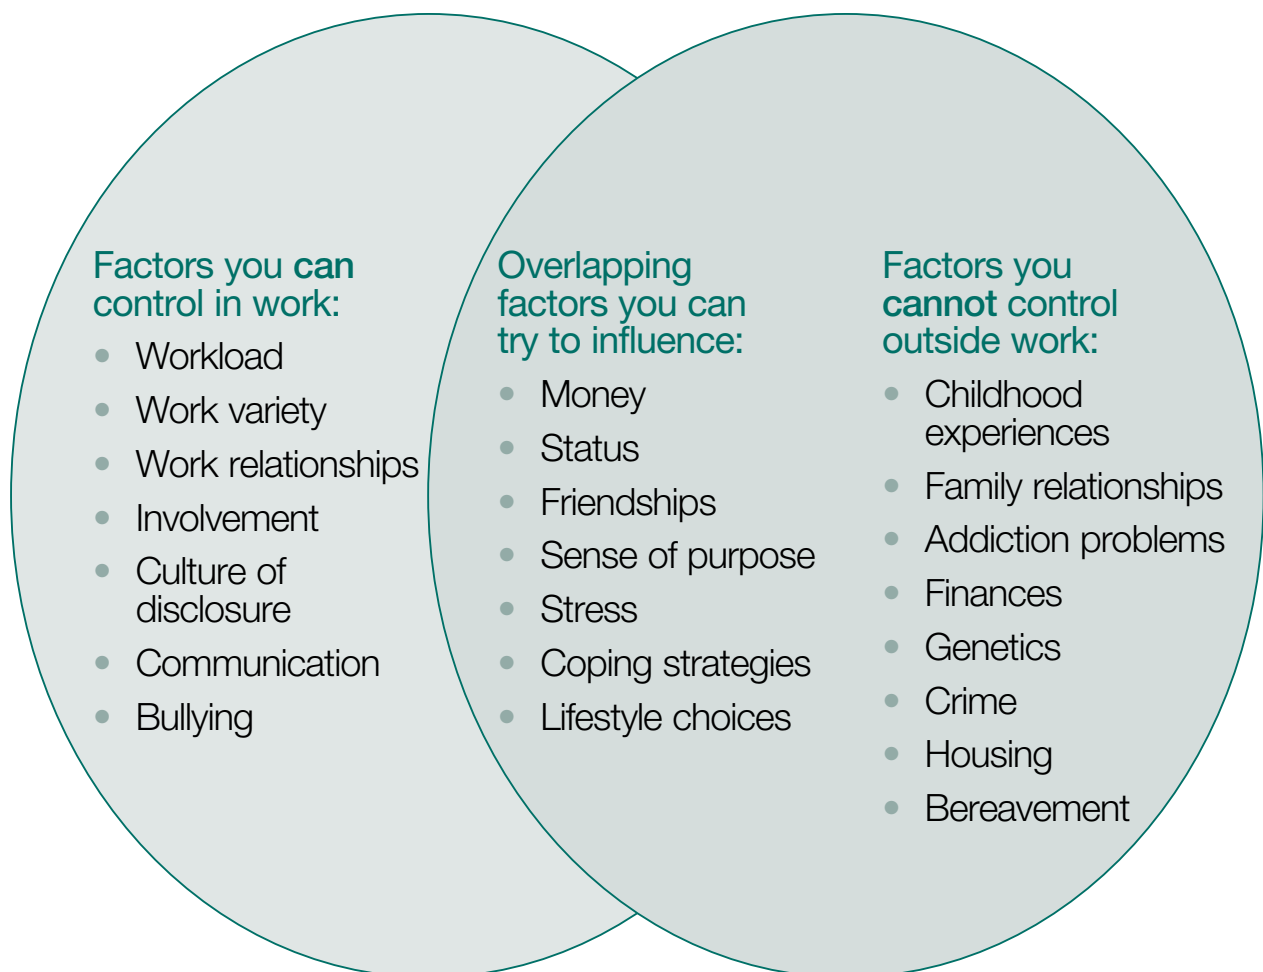 Factors you can
control in work:
• Workload
• Work variety
• Work relationships
• Involvement
• Culture of
disclosure
• Communication
• Bullying
Overlapping
factors you can
try to influence:
• Money
• Status
• Friendships
• Sense of purpose
• Stress
• Coping strategies
• Lifestyle choices
Factors you
cannot control
outside work:
• Childhood
experiences
• Family relationships
• Addiction problems
• Finances
• Genetics
• Crime
• Housing
• Bereavement